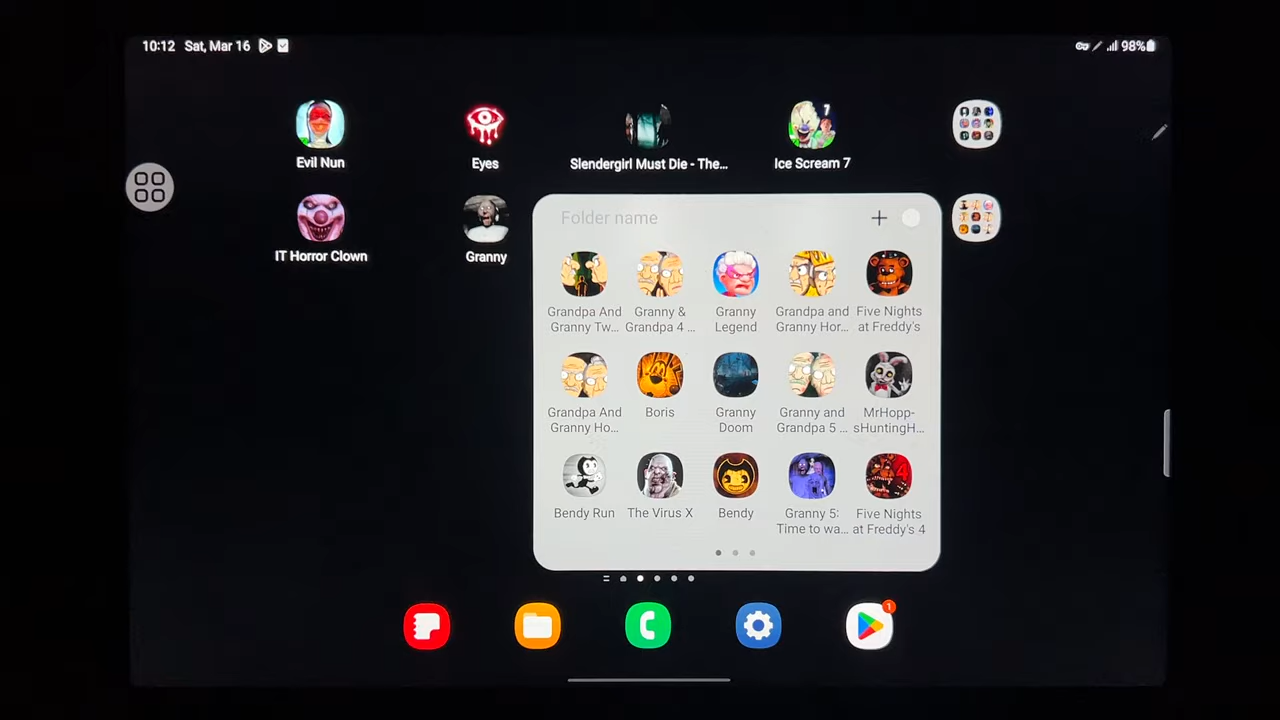 10:12 Sat, Mar 16
98%
Evil Nun
Eyes
Slendergirl Must Die - The...
7
Ice Scream 7
IT Horror Clown
Granny
Folder name
Grandpa And
Granny Tw...
Granny &
Grandpa 4 ...
Granny
Legend
Grandpa and
Granny Hor...
Five Nights
at Freddy's
Grandpa And
Granny Ho...
Boris
Granny
Doom
Granny and
Grandpa 5 ...
MrHopp-
sHuntingH...
4
Bendy Run
The Virus X
Bendy
Granny 5:
Time to wa...
Five Nights
at Freddy's 4
1